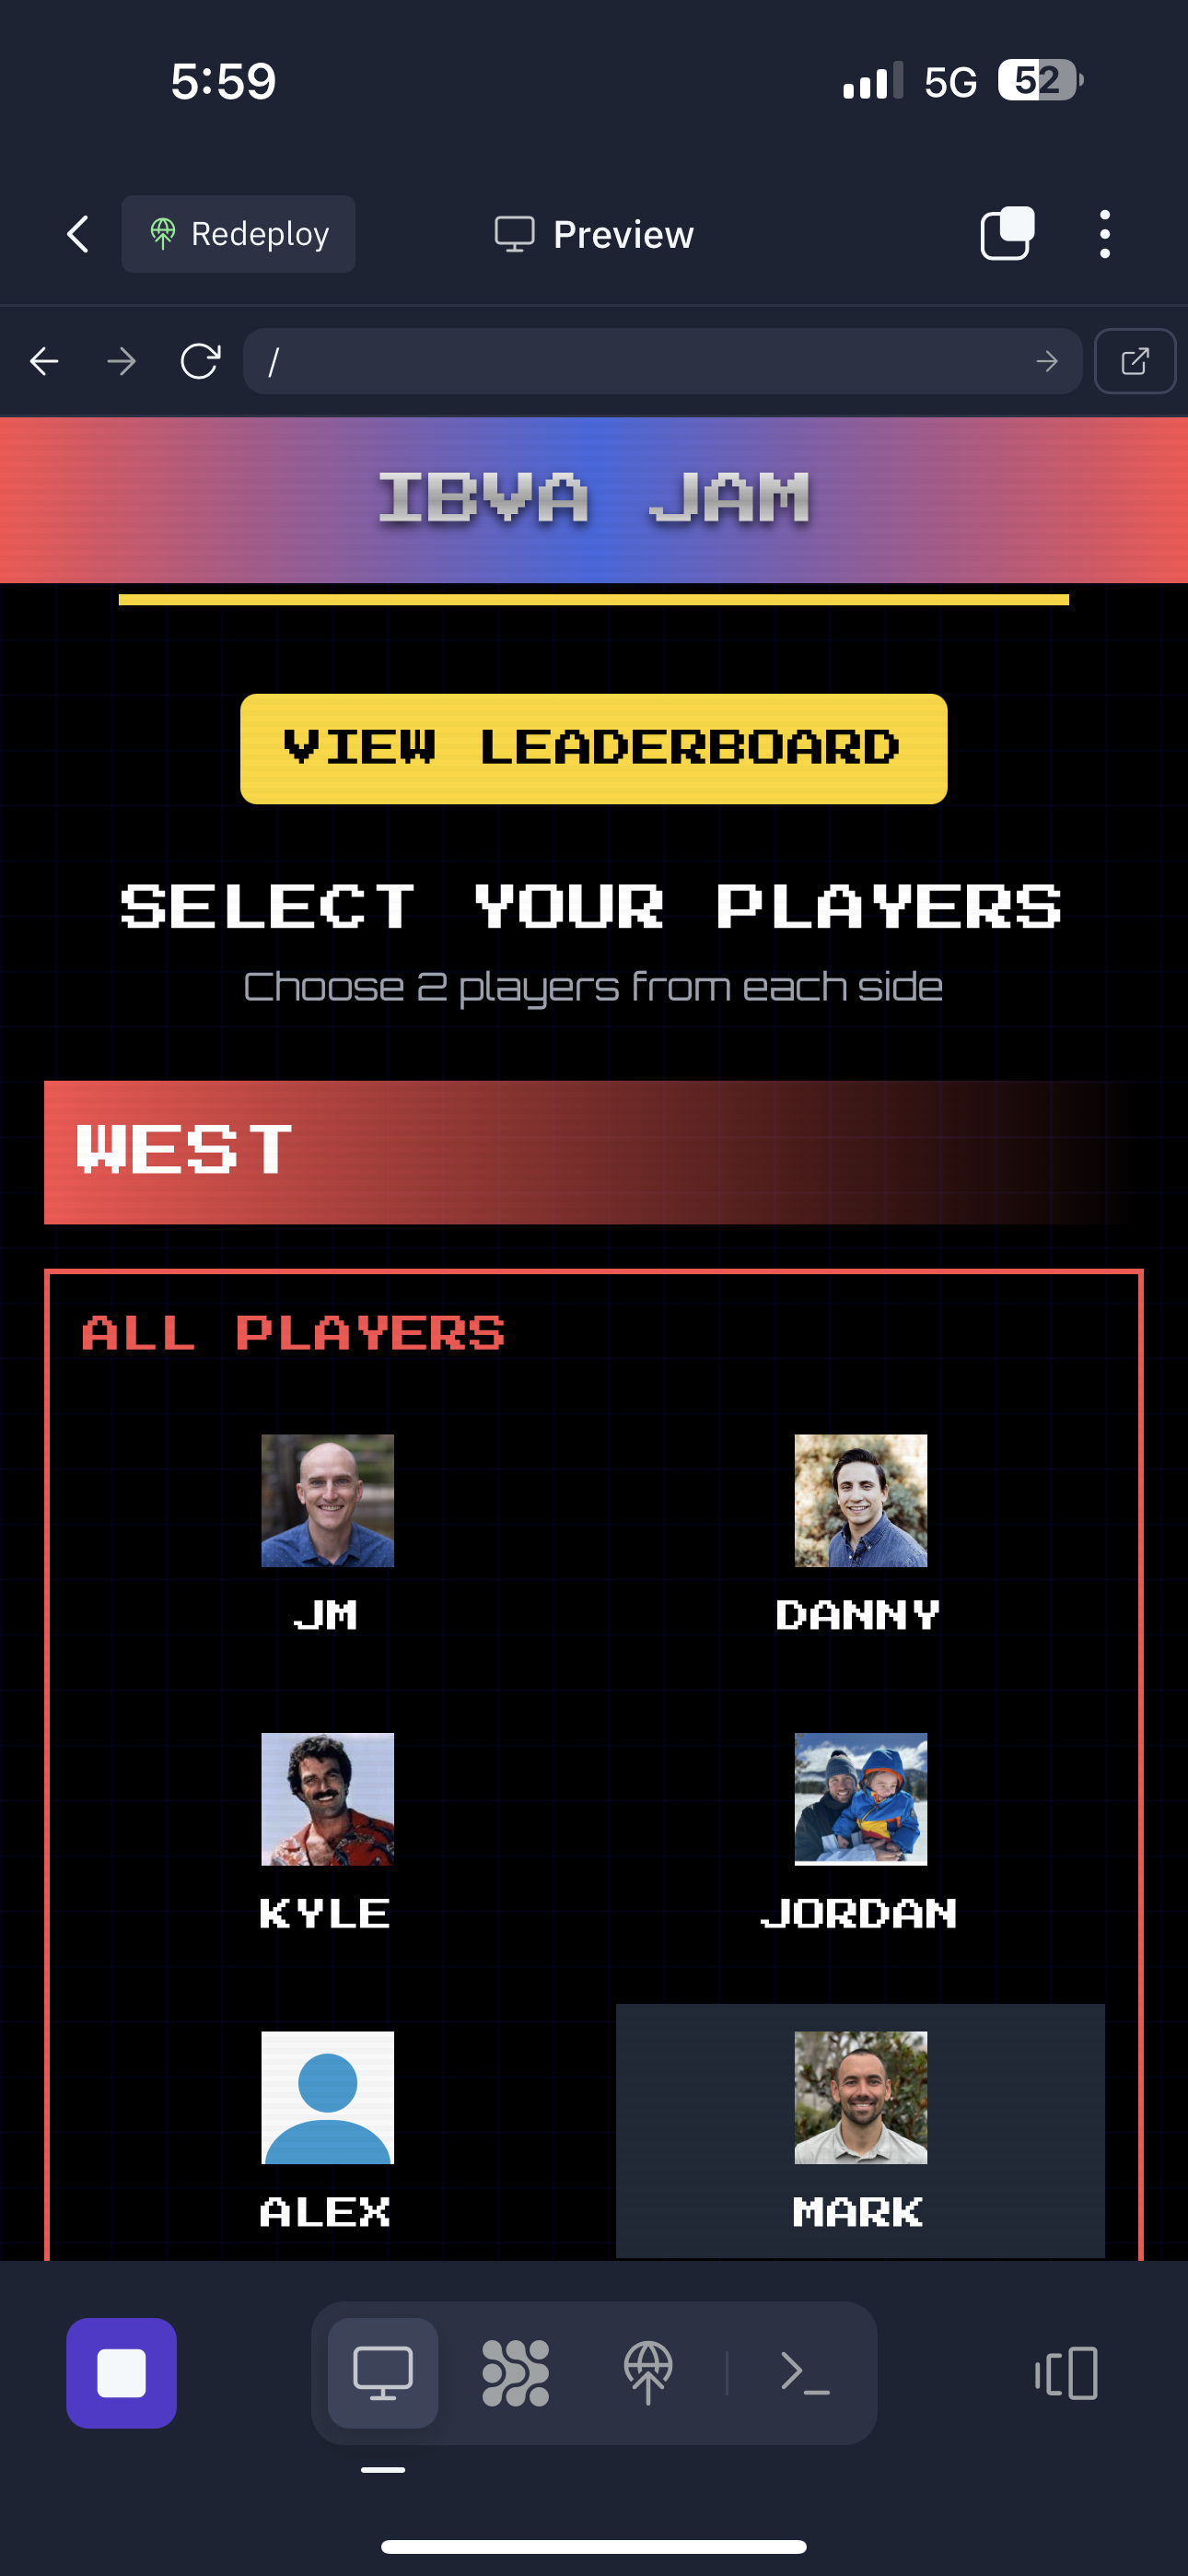 5:59
5G 52
Redeploy
Preview
/
IBVA JAM
VIEW LEADERBOARD
SELECT YOUR PLAYERS
Choose 2 players from each side
WEST
ALL PLAYERS
JM
DANNY
KYLE
JORDAN
ALEX
MARK